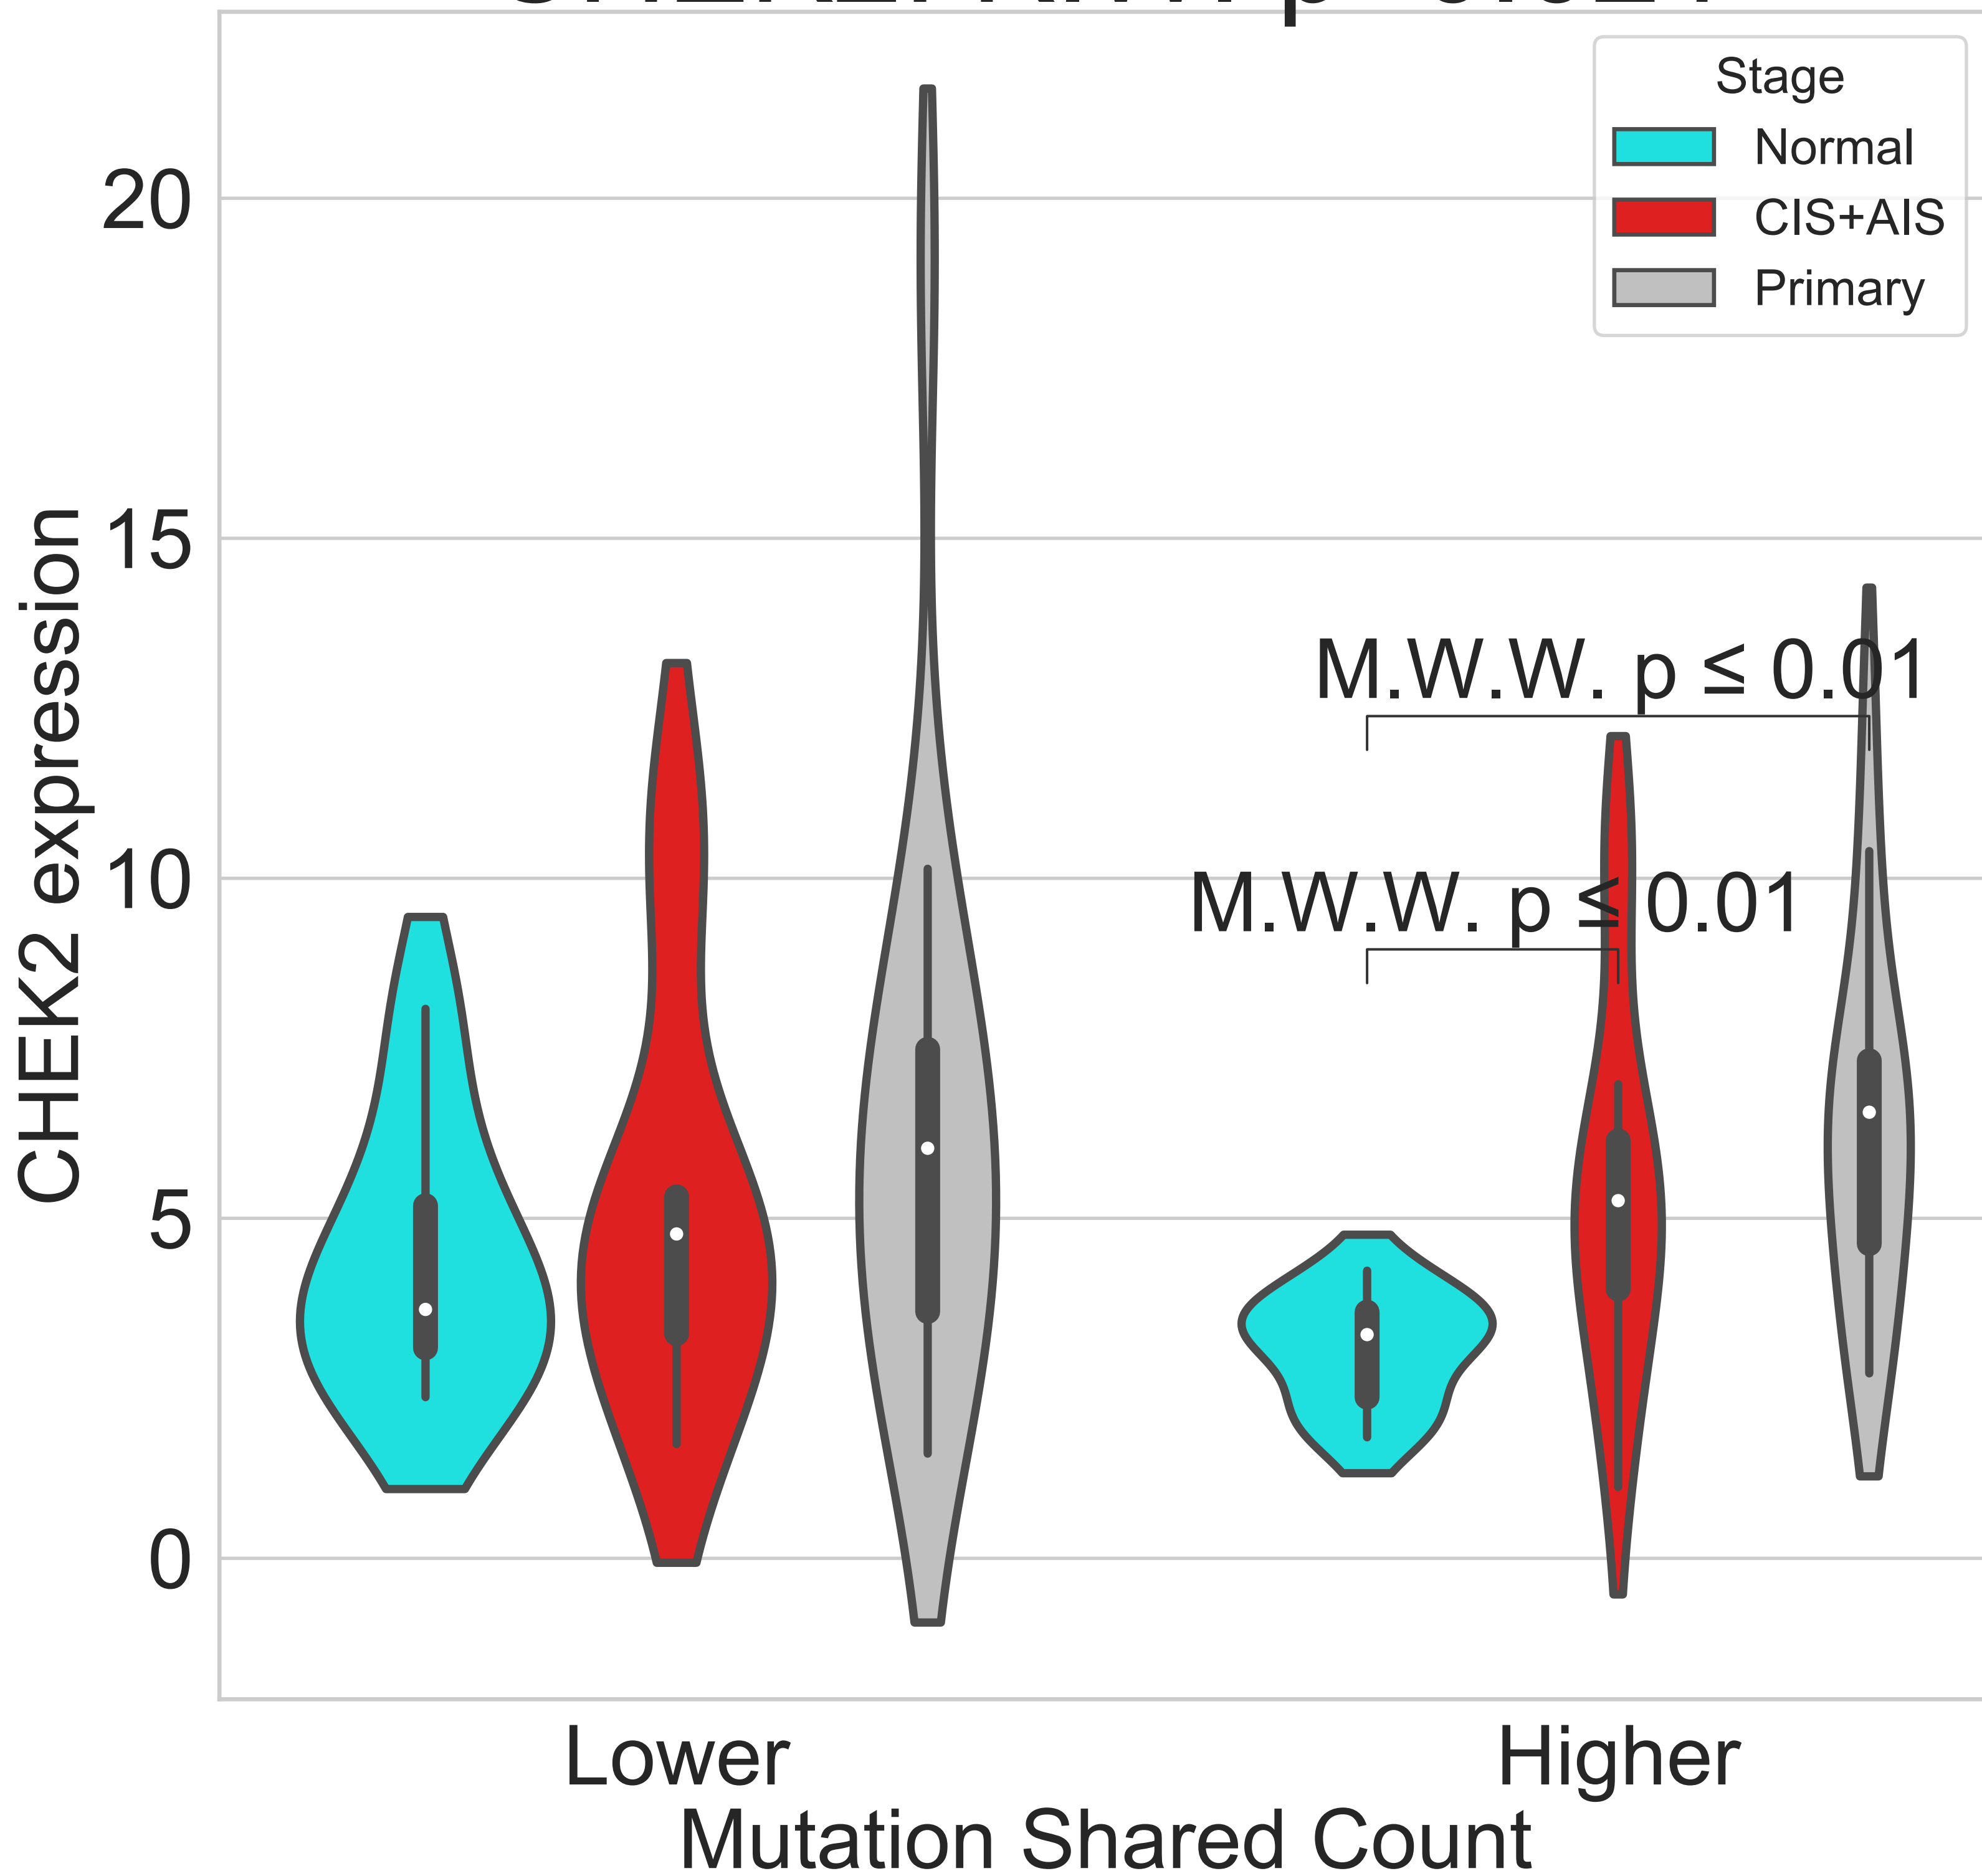 Stage
Normal
CIS+AIS
Primary
20
15
10
5
0
CHEK2 expression
M.W.W. p ≤ 0.01
M.W.W. p ≤ 0.01
Lower
Higher
Mutation Shared Count